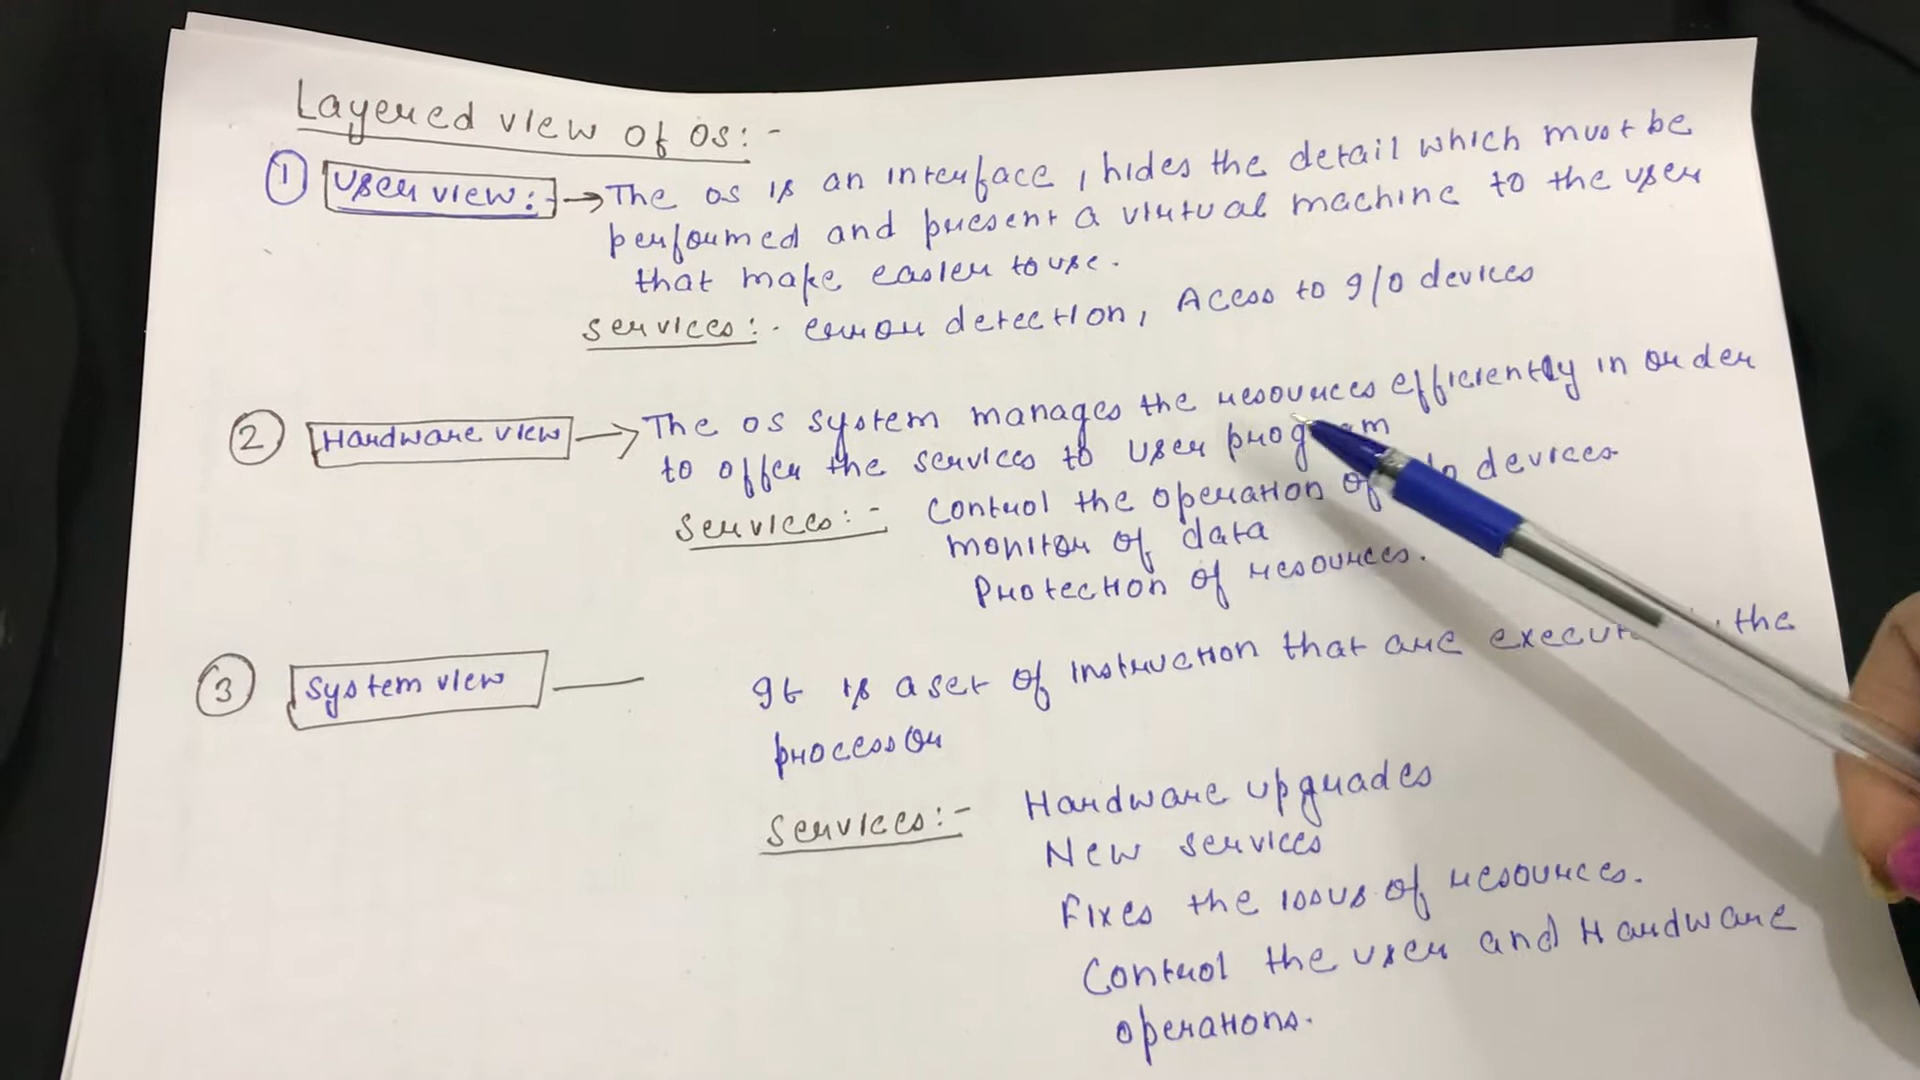 Layered view of os:-
① User view:- → The os is an interface, hides the detail which must be
performed and present a virtual machine to the user
that make easier to use.
Services:- error detection, Acess to I/O devices
② Hardware view → The os system manages the resources efficiently in order
to offer the services to user program
Services:- Control the operation of devices
monitor of data
Protection of resources.
③ System view — It is a set of instruction that are the
processor
Services:- Hardware upgrades
New services
Fixes the issus of resources.
Control the user and Hardware
operations.